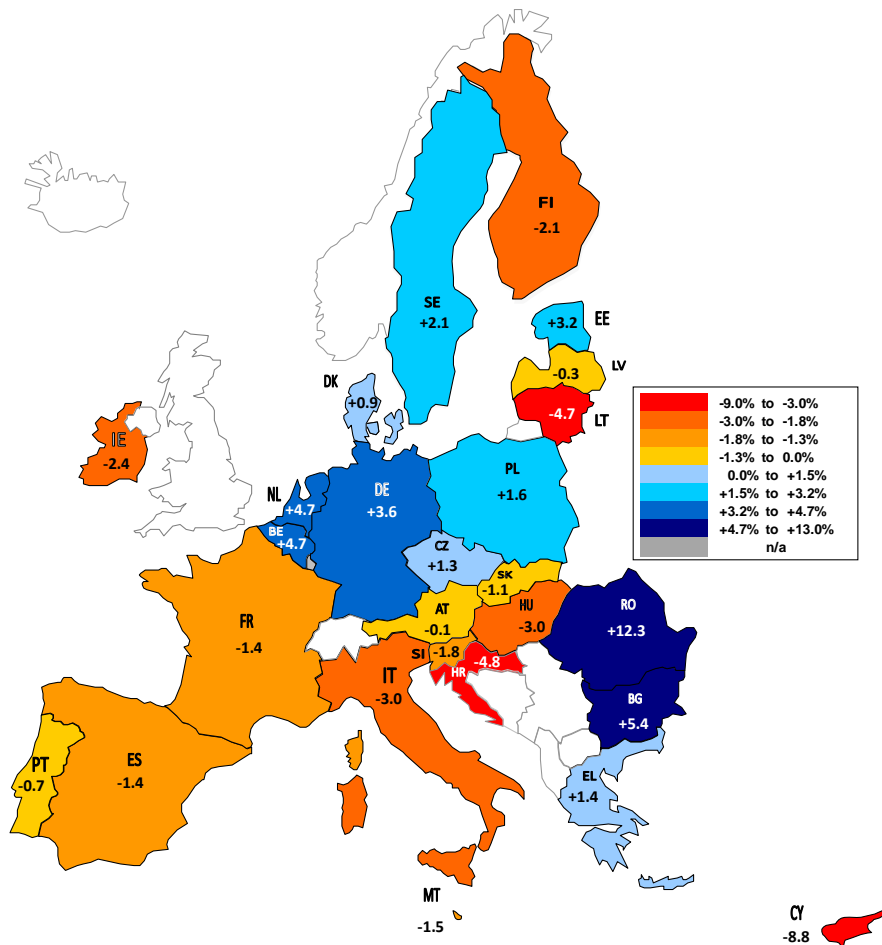 FI
-2.1
SE
+2.1
+3.2
EE
-0.3
LV
DK
+0.9
-4.7
LT
-9.0% to -3.0%
-3.0% to -1.8%
-1.8% to -1.3%
-1.3% to 0.0%
0.0% to +1.5%
+1.5% to +3.2%
+3.2% to +4.7%
+4.7% to +13.0%
n/a
IE
-2.4
PL
+1.6
NL
+4.7
DE
+3.6
BE
+4.7
CZ
+1.3
SK
-1.1
AT
-0.1
HU
-3.0
RO
+12.3
FR
-1.4
SI
-1.8
HR
-4.8
IT
-3.0
BG
+5.4
PT
-0.7
ES
-1.4
EL
+1.4
MT
-1.5
CY
-8.8